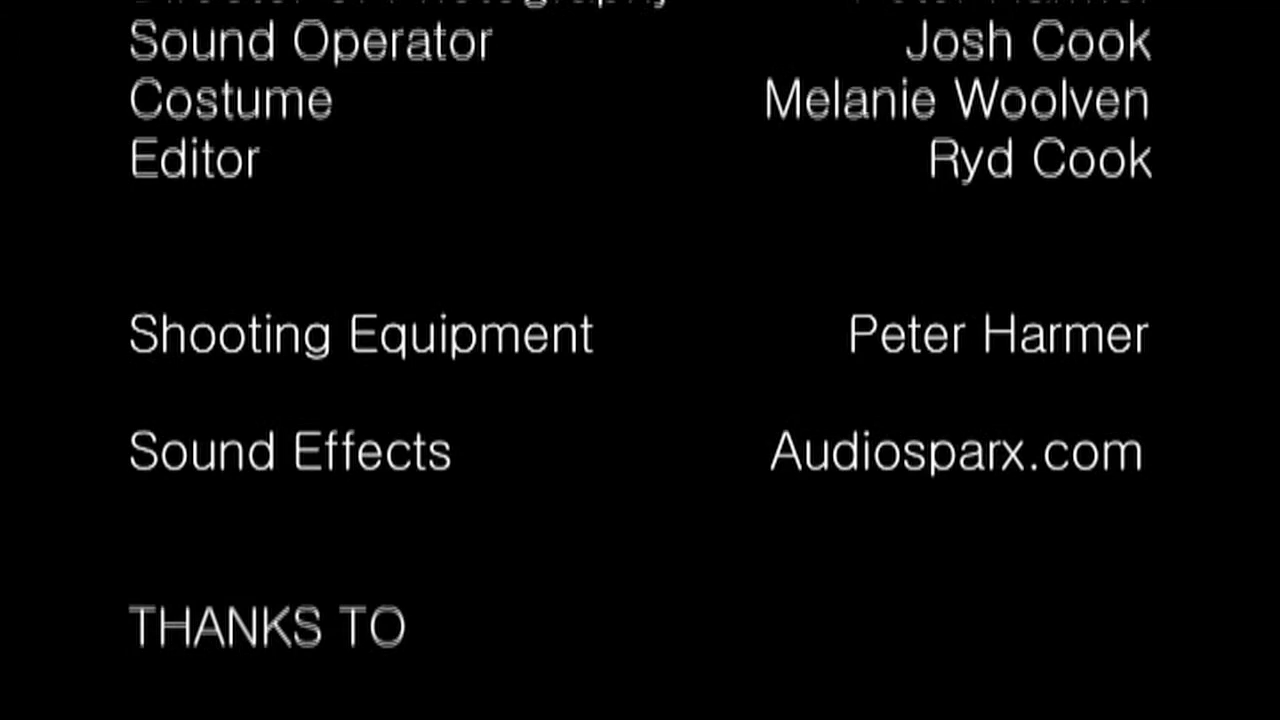 Sound Operator Josh Cook
Costume Melanie Woolven
Editor Ryd Cook
Shooting Equipment Peter Harmer
Sound Effects Audiosparx.com
THANKS TO